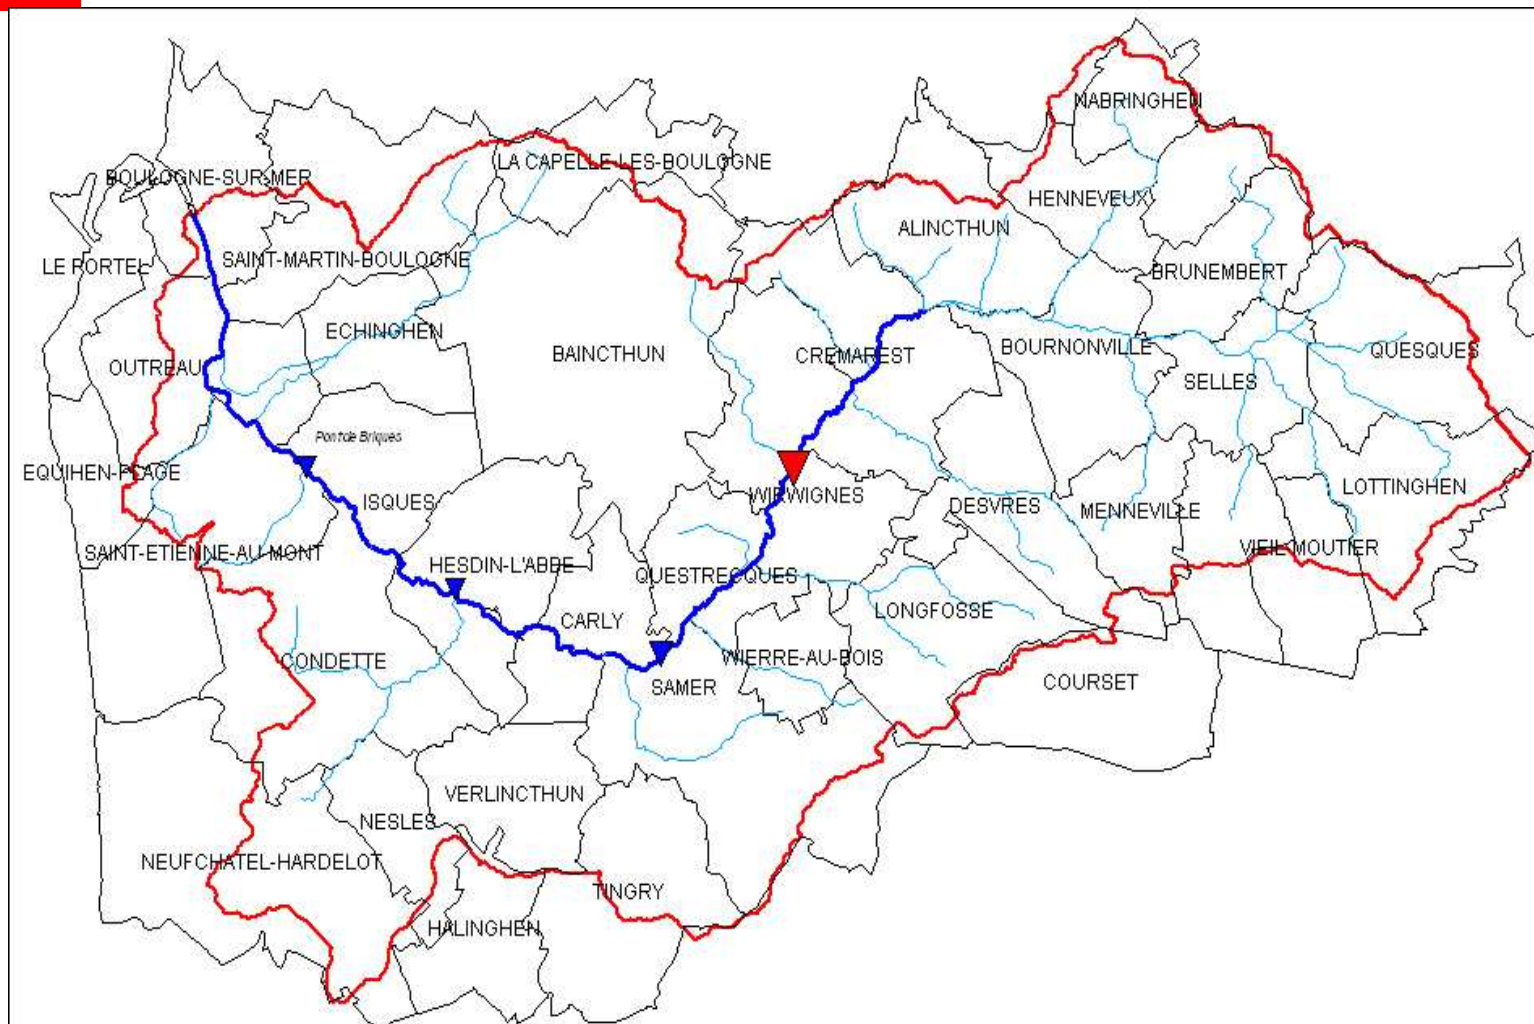 NABRINGHEN
LA CAPELLE-LES-BOULOGNE
BOULOGNE-SUR-MER
HENNEVEUX
ALINCTHUN
SAINT-MARTIN-BOULOGNE
LE PORTEL
BRUNEMBERT
ECHINGHEN
BAINCTHUN
CREMAREST
BOURNONVILLE
QUESQUES
OUTREAU
SELLES
Pont de Briques
EQUIHEN-PLAGE
WIRWIGNES
LOTTINGHEN
ISQUES
DESVRES
MENNEVILLE
SAINT-ETIENNE-AU-MONT
VIEIL-MOUTIER
HESDIN-L'ABBE
QUESTRECQUES
LONGFOSSE
CARLY
CONDETTE
WIERRE-AU-BOIS
SAMER
COURSET
VERLINCTHUN
NESLES
NEUFCHATEL-HARDELOT
TINGRY
HALINGHEN